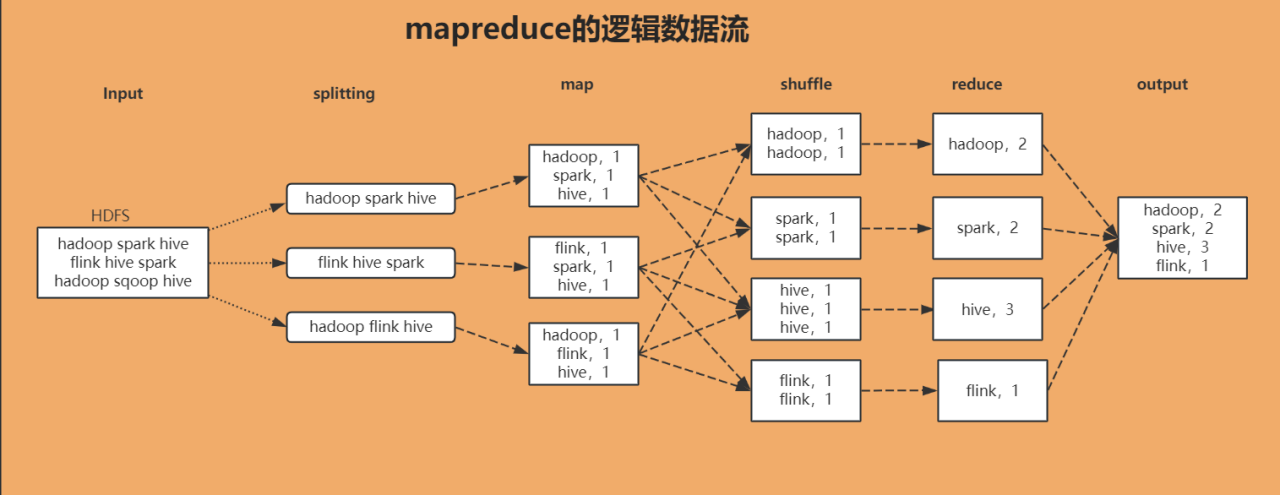 mapreduce的逻辑数据流
Input
splitting
map
shuffle
reduce
output
HDFS
hadoop spark hive
flink hive spark
hadoop sqoop hive
hadoop spark hive
flink hive spark
hadoop flink hive
hadoop，1
spark，1
hive，1
flink，1
spark，1
hive，1
hadoop，1
flink，1
hive，1
hadoop，1
hadoop，1
spark，1
spark，1
hive，1
hive，1
hive，1
flink，1
flink，1
hadoop，2
spark，2
hive，3
flink，1
hadoop，2
spark，2
hive，3
flink，1